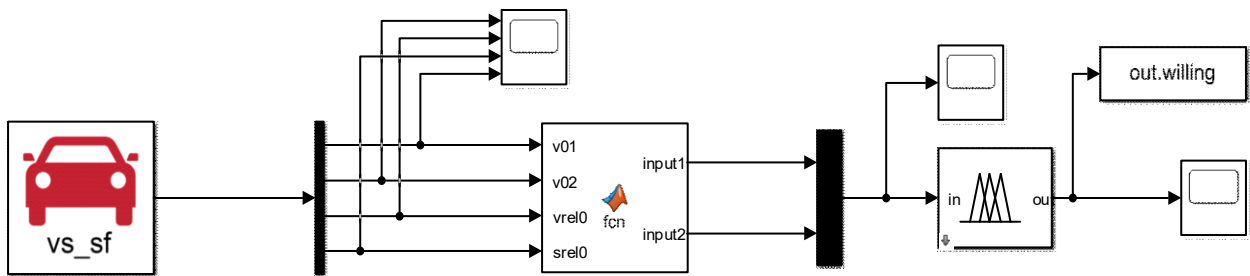 vs_sf
v01
v02
vrel0
srel0
fcn
input1
input2
in
ou
out.willing